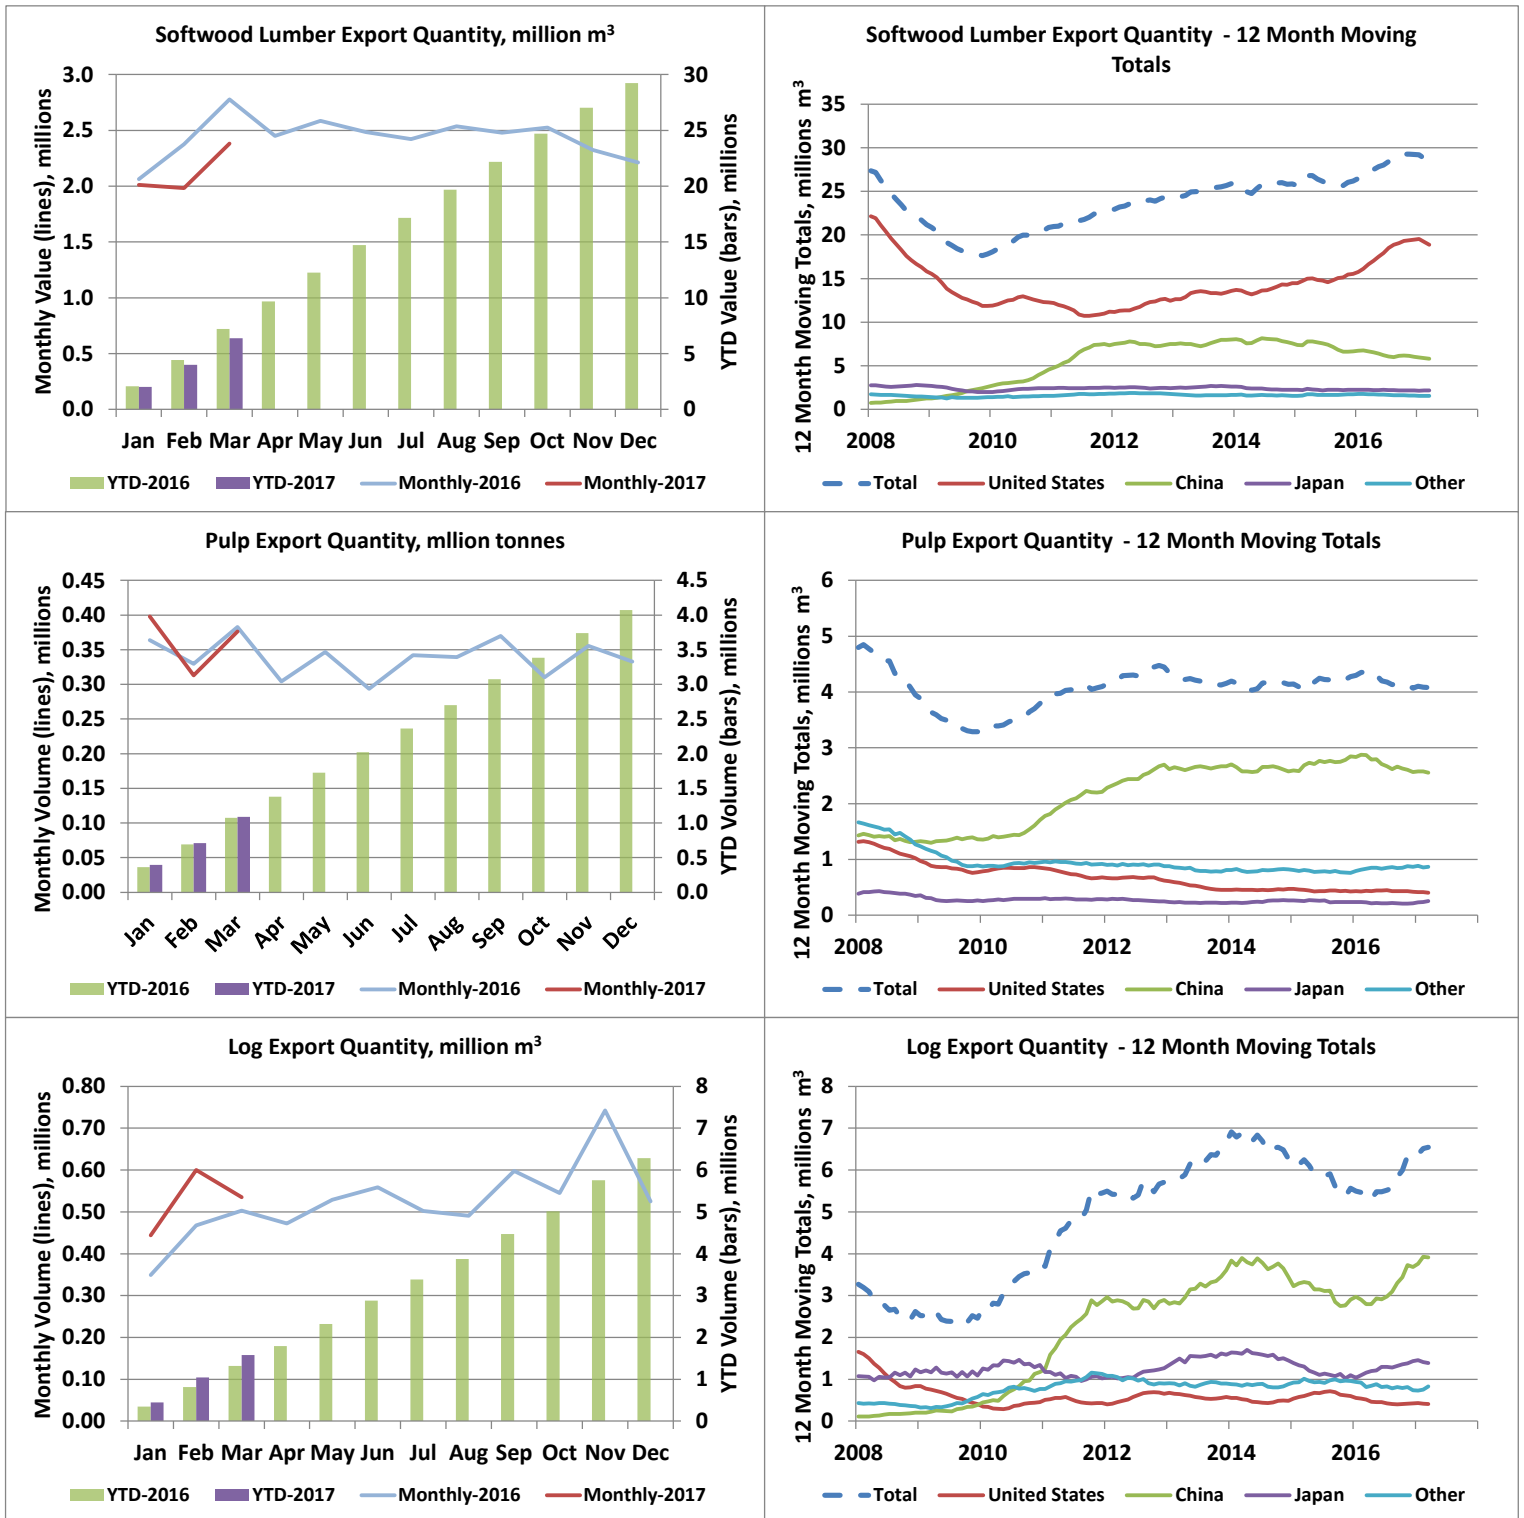 Softwood Lumber Export Quantity, million m³
Monthly Value (lines), millions
3.0
2.5
2.0
1.5
1.0
0.5
0.0
30
25
20
15
10
5
0
YTD Value (bars), millions
Jan Feb Mar Apr May Jun Jul Aug Sep Oct Nov Dec
YTD-2016 YTD-2017 Monthly-2016 Monthly-2017
Softwood Lumber Export Quantity - 12 Month Moving
Totals
12 Month Moving Totals, millions m³
35
30
25
20
15
10
5
0
2008 2010 2012 2014 2016
Total United States China Japan Other
Pulp Export Quantity, mllion tonnes
Monthly Volume (lines), millions
0.45
0.40
0.35
0.30
0.25
0.20
0.15
0.10
0.05
0.00
4.5
4.0
3.5
3.0
2.5
2.0
1.5
1.0
0.5
0.0
YTD Volume (bars), millions
Jan Feb Mar Apr May Jun Jul Aug Sep Oct Nov Dec
YTD-2016 YTD-2017 Monthly-2016 Monthly-2017
Pulp Export Quantity - 12 Month Moving Totals
12 Month Moving Totals, millions m³
6
5
4
3
2
1
0
2008 2010 2012 2014 2016
Total United States China Japan Other
Log Export Quantity, million m³
Monthly Volume (lines), millions
0.80
0.70
0.60
0.50
0.40
0.30
0.20
0.10
0.00
8
7
6
5
4
3
2
1
0
YTD Volume (bars), millions
Jan Feb Mar Apr May Jun Jul Aug Sep Oct Nov Dec
YTD-2016 YTD-2017 Monthly-2016 Monthly-2017
Log Export Quantity - 12 Month Moving Totals
12 Month Moving Totals, millions m³
8
7
6
5
4
3
2
1
0
2008 2010 2012 2014 2016
Total United States China Japan Other